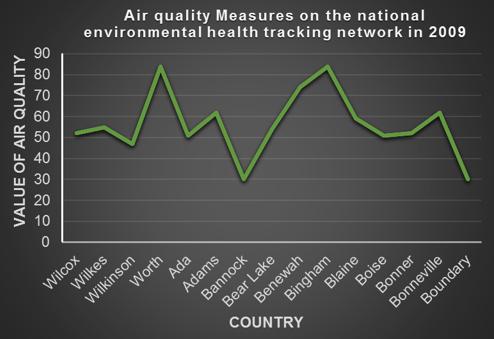 Air quality Measures on the national
environmental health tracking network in 2009
VALUE OF AIR QUALITY
90
80
70
60
50
40
30
20
10
0
Wilcox
Wilkes
Wilkinson
Worth
Ada
Adams
Bannock
Bear Lake
Benewah
Bingham
Blaine
Boise
Bonner
Bonneville
Boundary
COUNTRY